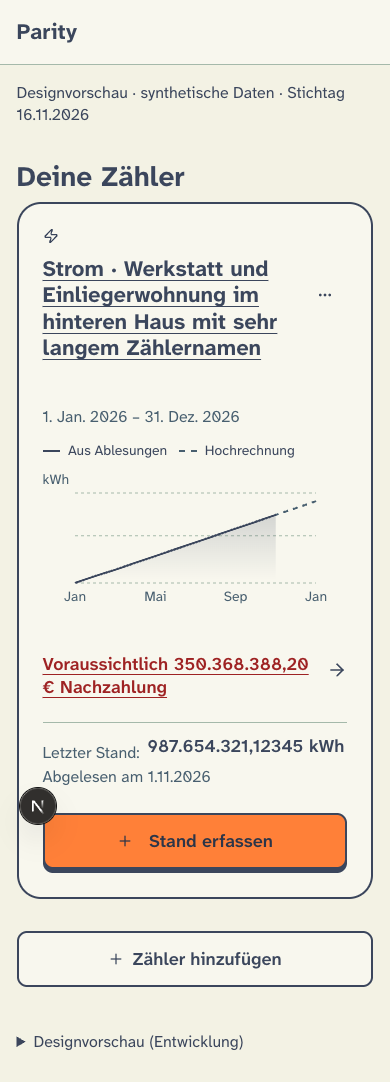 Parity
Designvorschau · synthetische Daten · Stichtag
16.11.2026
Deine Zähler
Strom · Werkstatt und
Einliegerwohnung im
hinteren Haus mit sehr
langem Zählernamen
...
1. Jan. 2026 – 31. Dez. 2026
Aus Ablesungen Hochrechnung
kWh
Jan Mai Sep Jan
Voraussichtlich 350.368.388,20
€ Nachzahlung
Letzter Stand: 987.654.321,12345 kWh
Abgelesen am 1.11.2026
N
+ Stand erfassen
+ Zähler hinzufügen
Designvorschau (Entwicklung)